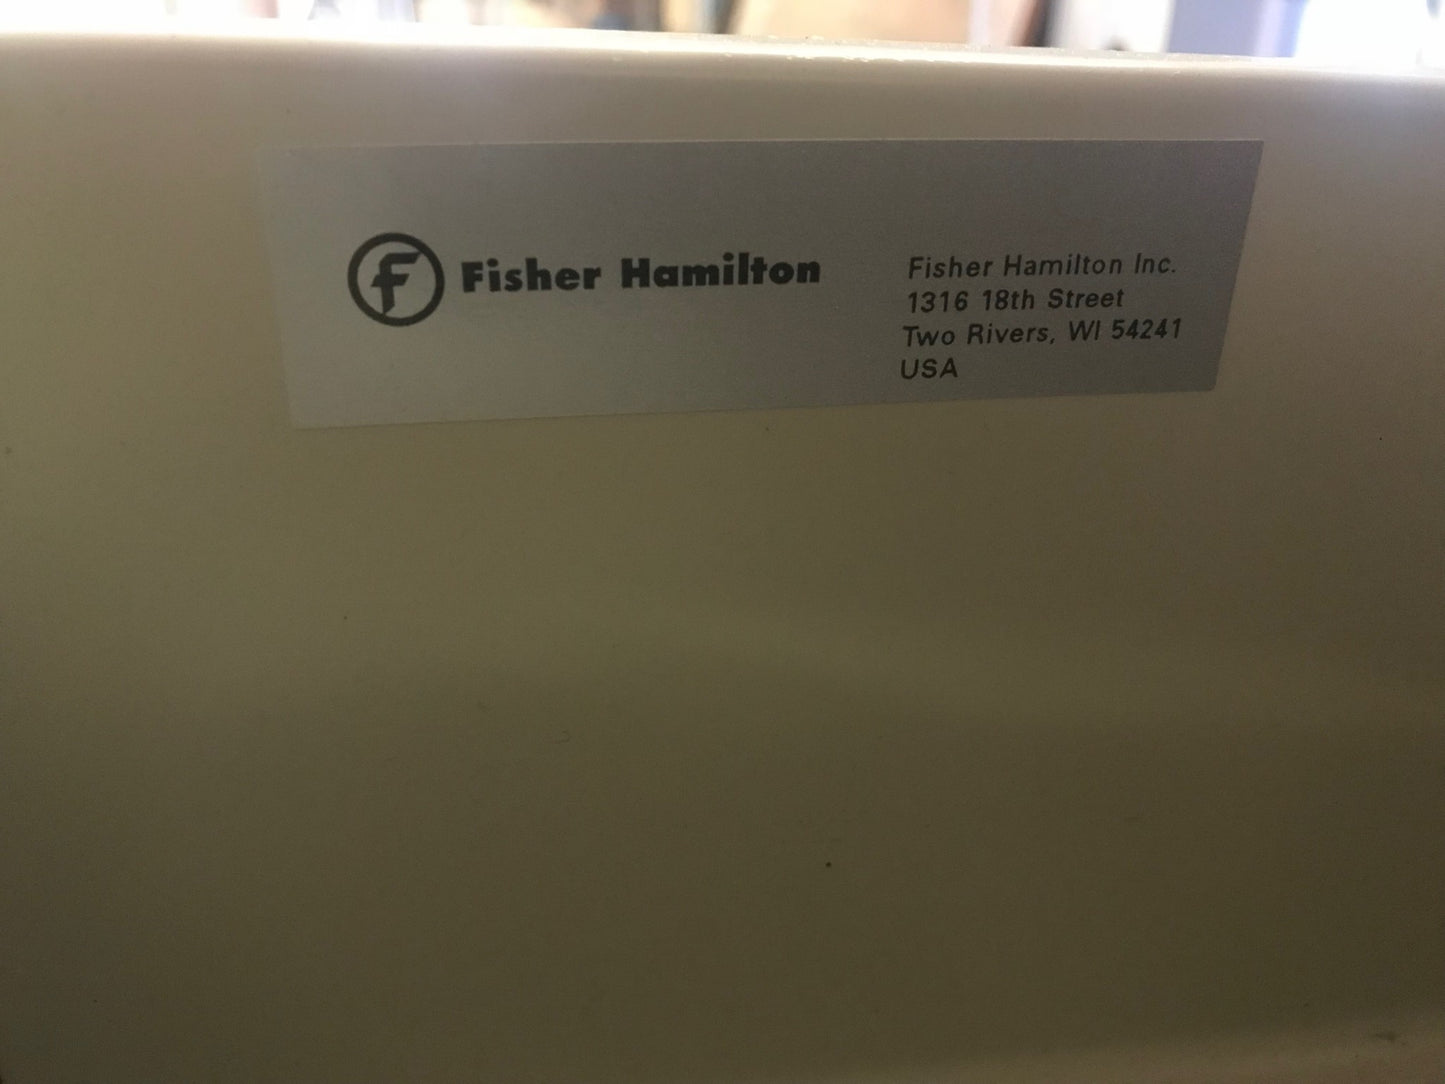 Fisher Hamilton
Fisher Hamilton Inc.
1316 18th Street
Two Rivers, WI 54241
USA